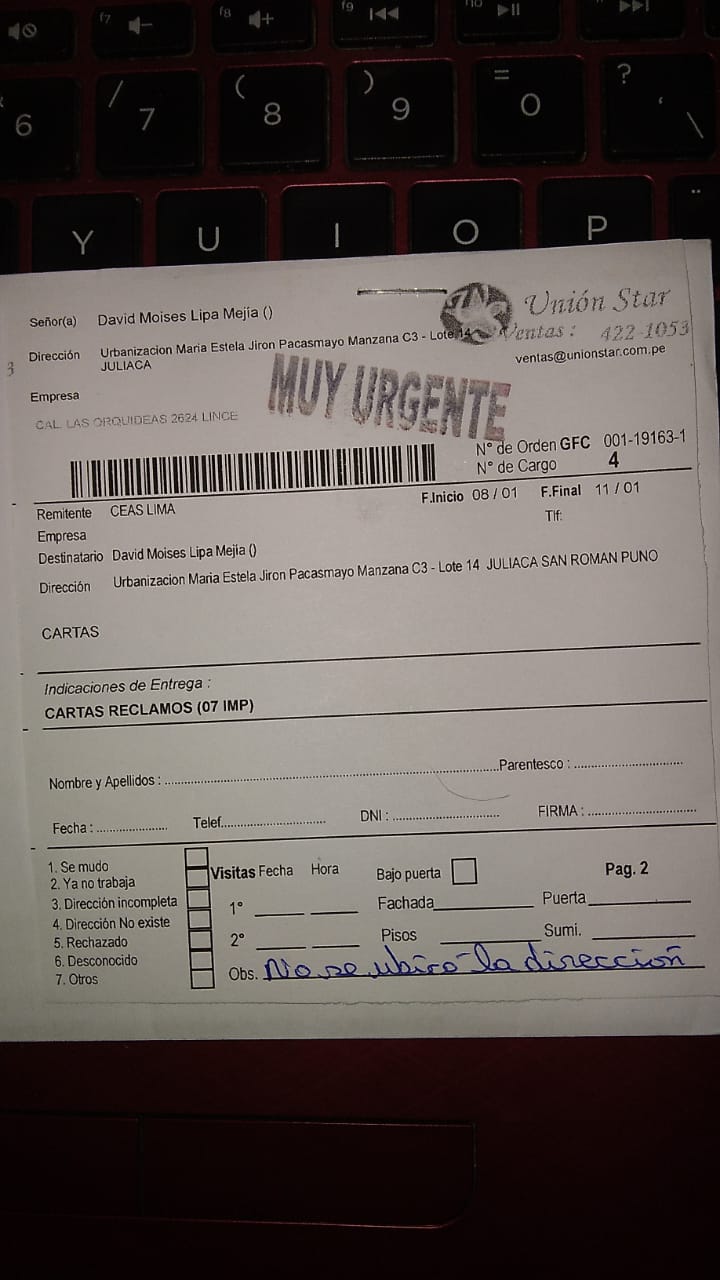 f7
f8
f9
f10
6
/ 7
( 8
) 9
= 0
? ' \
Y U I O P
Señor(a) David Moises Lipa Mejía ()
Unión Star
Dirección Urbanizacion Maria Estela Jiron Pacasmayo Manzana C3 - Lote 14
JULIACA
Ventas : 422-1053
ventas@unionstar.com.pe
3
Empresa
MUY URGENTE
CAL. LAS ORQUIDEAS 2624 LINCE
N° de Orden GFC 001-19163-1
N° de Cargo 4
Remitente CEAS LIMA
F.Inicio 08 / 01 F.Final 11 / 01
Empresa
Tlf:
Destinatario David Moises Lipa Mejia ()
Dirección Urbanizacion Maria Estela Jiron Pacasmayo Manzana C3 - Lote 14 JULIACA SAN ROMAN PUNO
CARTAS
Indicaciones de Entrega :
CARTAS RECLAMOS (07 IMP)
Nombre y Apellidos : Parentesco :
Fecha : Telef. DNI : FIRMA :
1. Se mudo
2. Ya no trabaja
3. Dirección incompleta
4. Dirección No existe
5. Rechazado
6. Desconocido
7. Otros
Visitas Fecha Hora Bajo puerta Pag. 2
1° Fachada Puerta
2° Pisos Sumi.
Obs. No se ubicó la dirección